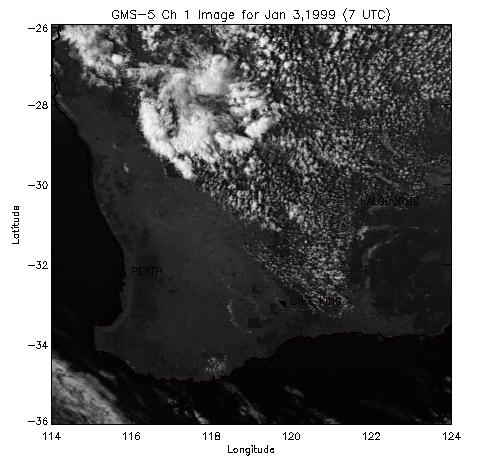 GMS-5 Ch 1 Image for Jan 3,1999 (7 UTC)
-26
-28
-30
KALGOORLIE
Latitude
-32
PERTH
LAKE KING
-34
-36
114 116 118 120 122 124
Longitude